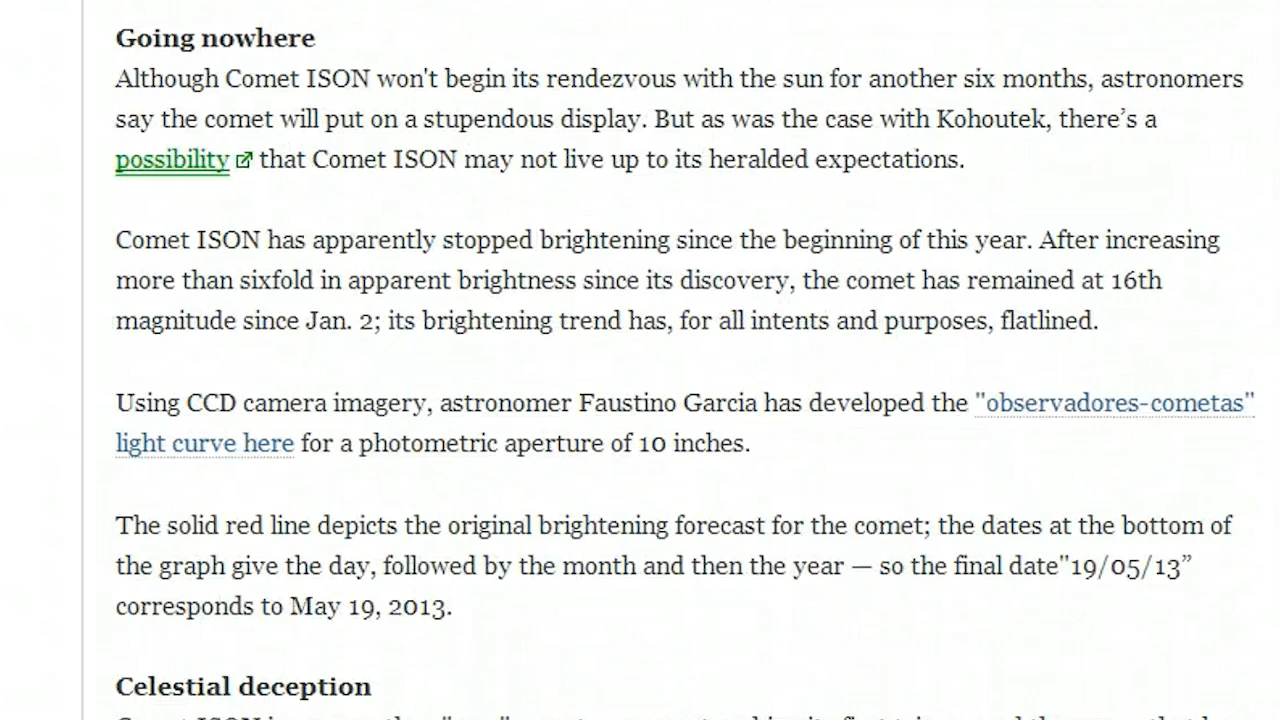 Going nowhere
Although Comet ISON won't begin its rendezvous with the sun for another six months, astronomers
say the comet will put on a stupendous display. But as was the case with Kohoutek, there’s a
possibility that Comet ISON may not live up to its heralded expectations.
Comet ISON has apparently stopped brightening since the beginning of this year. After increasing
more than sixfold in apparent brightness since its discovery, the comet has remained at 16th
magnitude since Jan. 2; its brightening trend has, for all intents and purposes, flatlined.
Using CCD camera imagery, astronomer Faustino Garcia has developed the "observadores-cometas"
light curve here for a photometric aperture of 10 inches.
The solid red line depicts the original brightening forecast for the comet; the dates at the bottom of
the graph give the day, followed by the month and then the year — so the final date"19/05/13”
corresponds to May 19, 2013.
Celestial deception